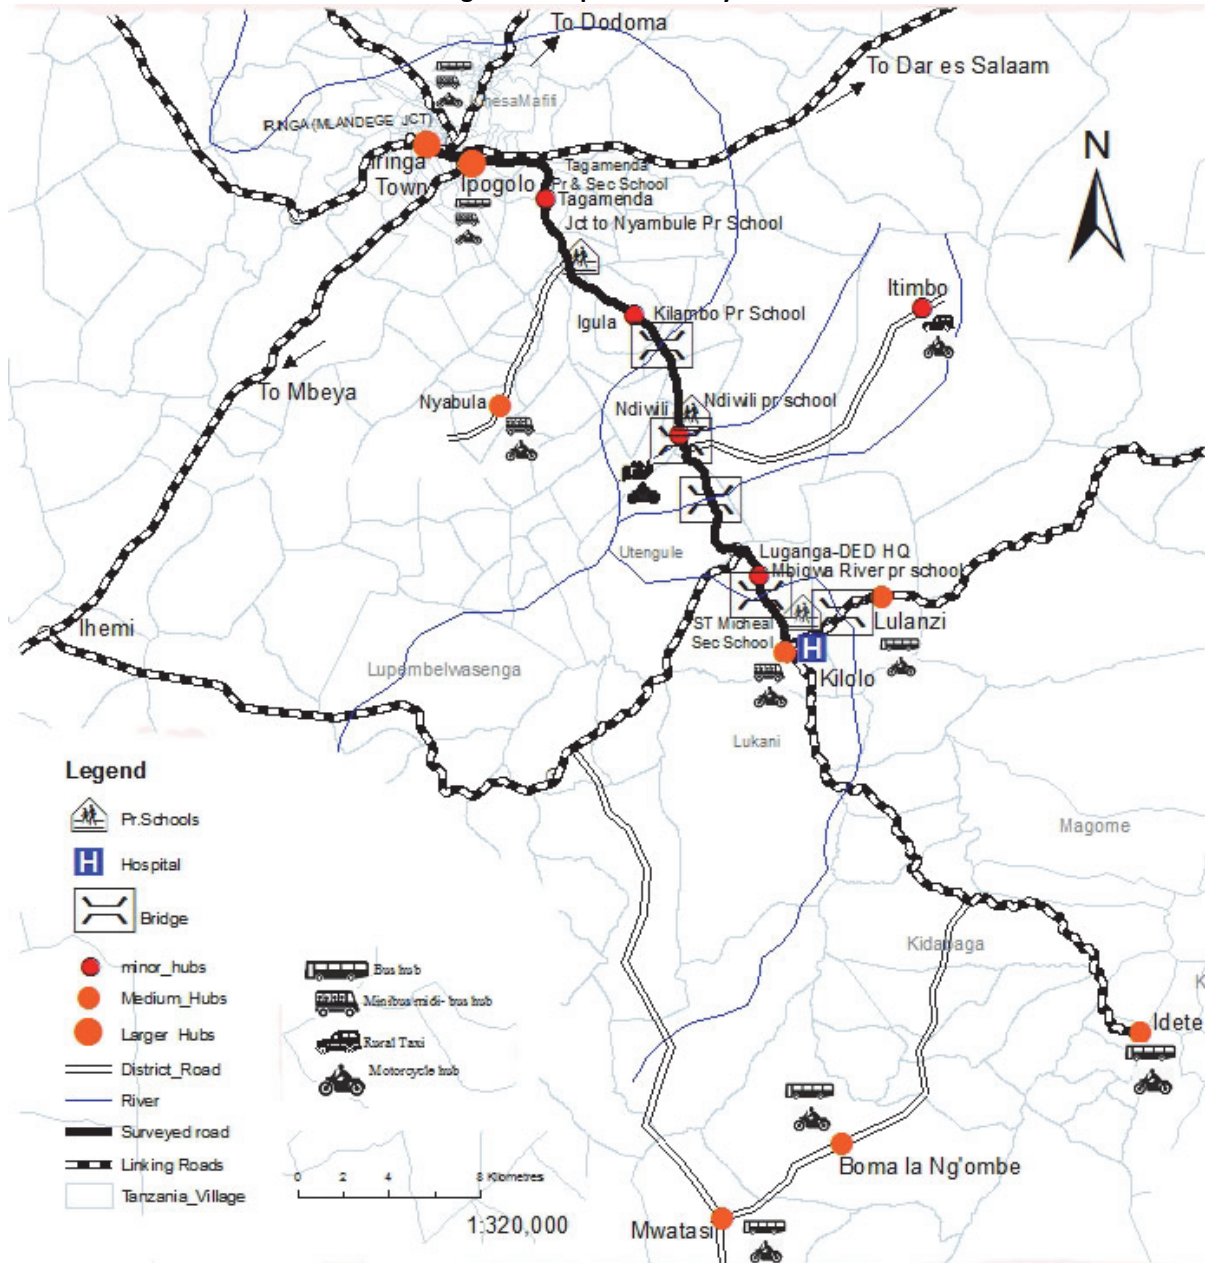 To Dodoma
To Dar es Salaam
IRINGA (MLANDEGE JCT)
Iringa
Town
Ipogolo
Tagamenda
Pr & Sec School
Tagamenda
Jct to Nyambule Pr School
N
Itimbo
Igula
Kilambo Pr School
To Mbeya
Nyabula
Ndiwili
Ndiwili pr school
Utengule
Luganga-DED HQ
Mbigwa River pr school
Ihemi
Lulanzi
ST Micheal
Sec School
Kilolo
Lupembelwasenga
Lukani
Magome
Kidabaga
K
Idete
Boma la Ng'ombe
Mwatasi
Legend
Pr.Schools
Hospital
H
Bridge
minor_hubs
Medium_Hubs
Larger Hubs
District_Road
River
Surveyed road
Linking Roads
Tanzania_Village
Bus hub
Minibus/midi- bus hub
Rural Taxi
Motorcycle hub
0 2 4 8 Kilometres
1:320,000
H